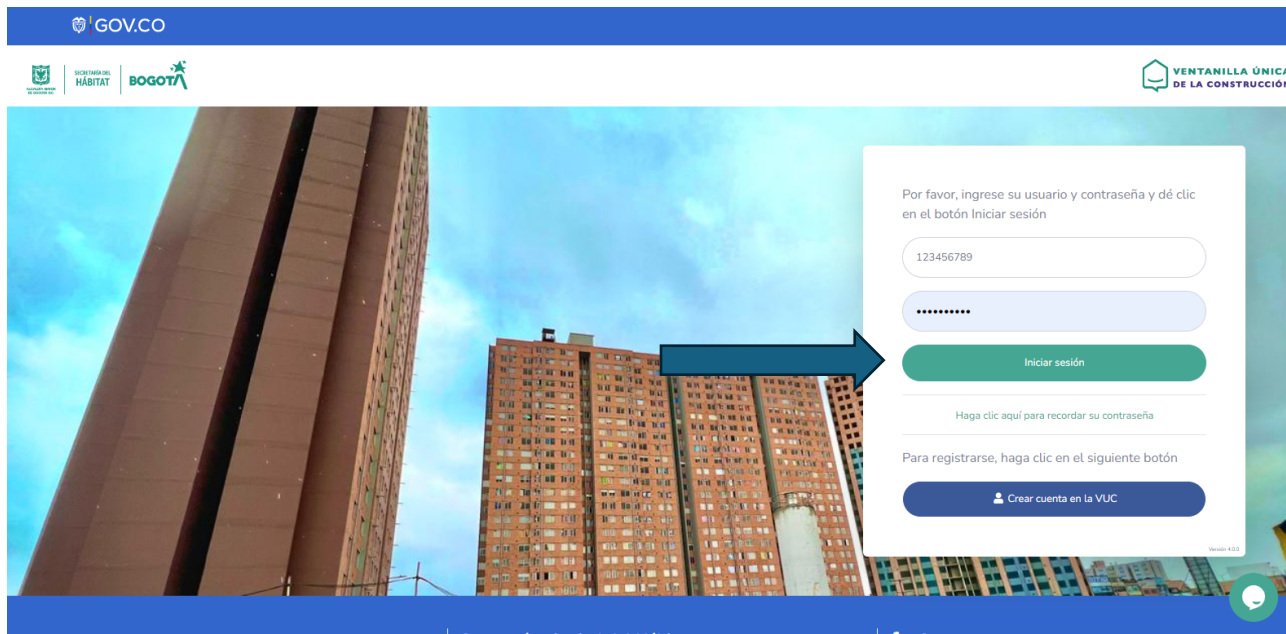 GOV.CO
SECRETARÍA DEL
HÁBITAT
BOGOTÁ
VENTANILLA ÚNICA
DE LA CONSTRUCCIÓN
Por favor, ingrese su usuario y contraseña y dé clic
en el botón Iniciar sesión
123456789
••••••••••
Iniciar sesión
Haga clic aquí para recordar su contraseña
Para registrarse, haga clic en el siguiente botón
Crear cuenta en la VUC
Versión 4.0.0